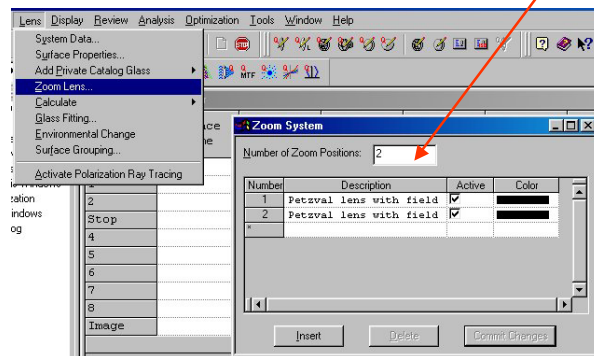 Lens Display Review Analysis Optimization Tools Window Help
System Data...
Surface Properties...
Add Private Catalog Glass
Zoom Lens...
Calculate
Glass Fitting...
Environmental Change
Surface Grouping...
Activate Polarization Ray Tracing
MTF
Zoom System
Number of Zoom Positions: 2
Number Description Active Color
1 Petzval lens with field
2 Petzval lens with field
*
Insert Delete Commit Changes
2
Stop
4
5
6
7
8
Image